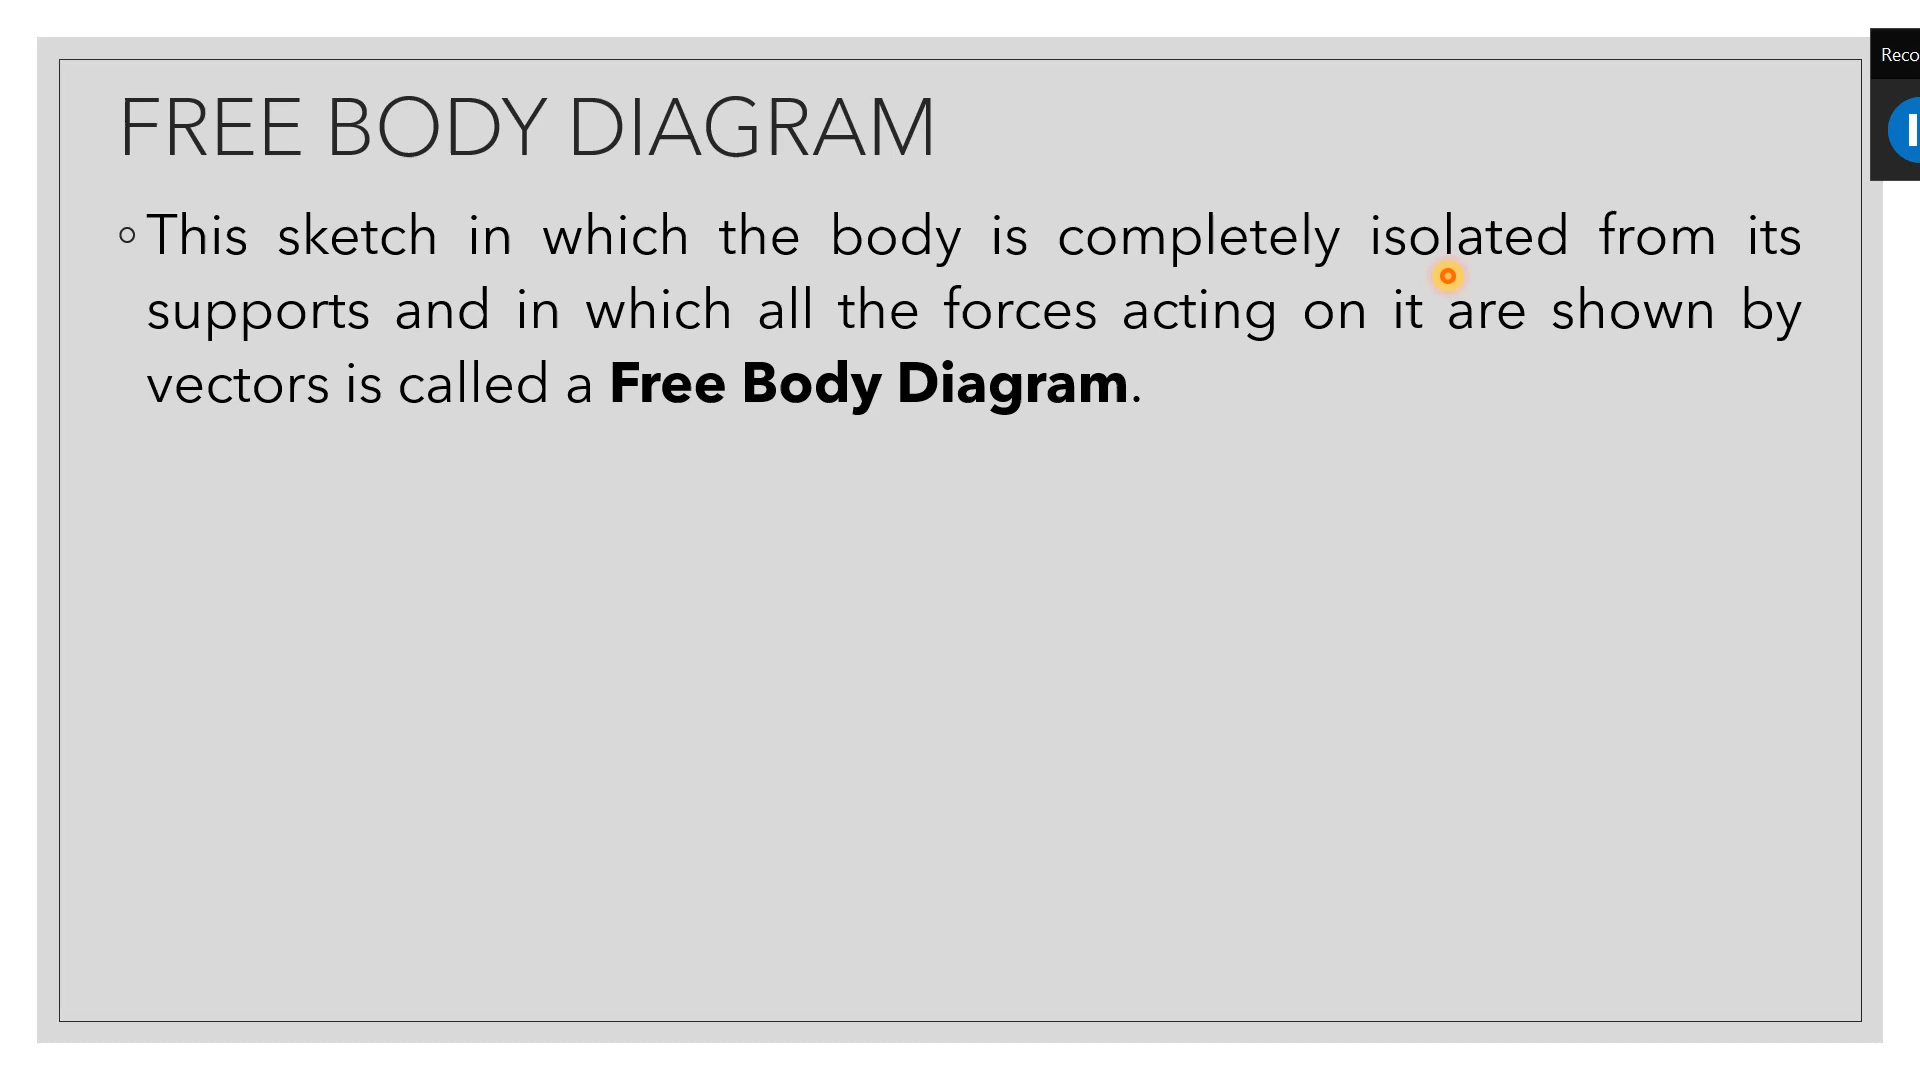 FREE BODY DIAGRAM
◦This sketch in which the body is completely isolated from its
supports and in which all the forces acting on it are shown by
vectors is called a Free Body Diagram.
Reco